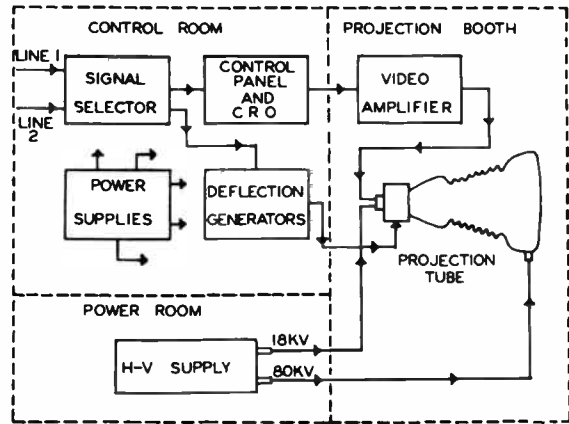 CONTROL ROOM
PROJECTION BOOTH
LINE 1
LINE
2
SIGNAL
SELECTOR
CONTROL
PANEL
AND
C R O
VIDEO
AMPLIFIER
POWER
SUPPLIES
DEFLECTION
GENERATORS
PROJECTION
TUBE
POWER ROOM
H-V SUPPLY
18KV
80KV